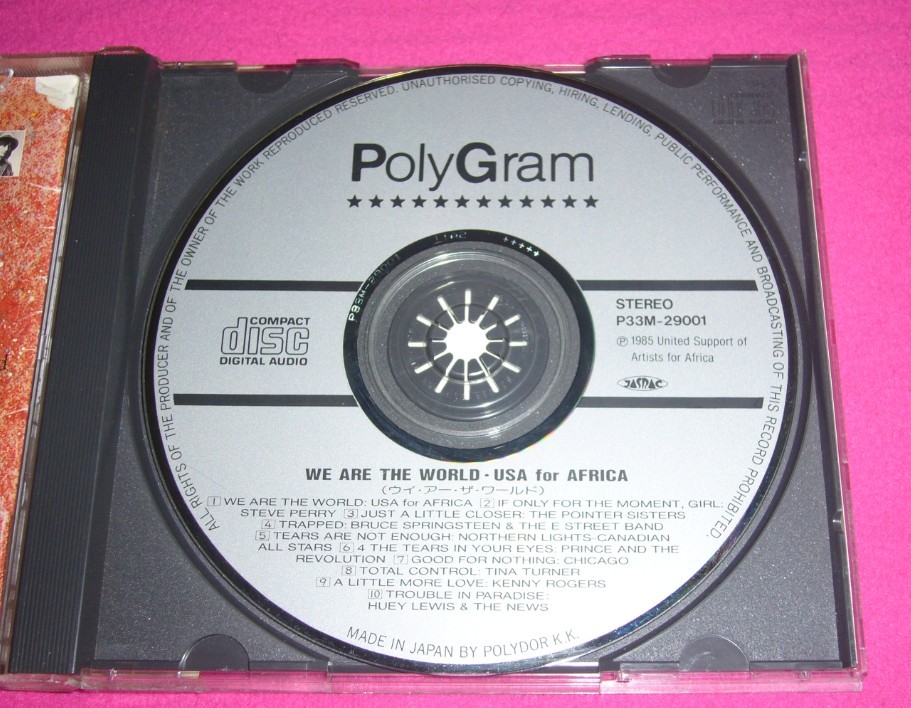 ALL RIGHTS OF THE PRODUCER AND OF THE OWNER OF THE WORK REPRODUCED RESERVED. UNAUTHORISED COPYING, HIRING, LENDING, PUBLIC PERFORMANCE AND BROADCASTING OF THIS RECORD PROHIBITED.
PolyGram
★★★★★★★★★★★★
P33M-29001
+++++
COMPACT
disc
DIGITAL AUDIO
STEREO
P33M-29001
℗ 1985 United Support of
Artists for Africa
JASRAC
WE ARE THE WORLD・USA for AFRICA
(ウイ・アー・ザ・ワールド)
1 WE ARE THE WORLD: USA for AFRICA 2 IF ONLY FOR THE MOMENT, GIRL:
STEVE PERRY 3 JUST A LITTLE CLOSER: THE POINTER SISTERS
4 TRAPPED: BRUCE SPRINGSTEEN & THE E STREET BAND
5 TEARS ARE NOT ENOUGH: NORTHERN LIGHTS-CANADIAN
ALL STARS 6 4 THE TEARS IN YOUR EYES: PRINCE AND THE
REVOLUTION 7 GOOD FOR NOTHING: CHICAGO
8 TOTAL CONTROL: TINA TURNER
9 A LITTLE MORE LOVE: KENNY ROGERS
10 TROUBLE IN PARADISE:
HUEY LEWIS & THE NEWS
MADE IN JAPAN BY POLYDOR K.K.